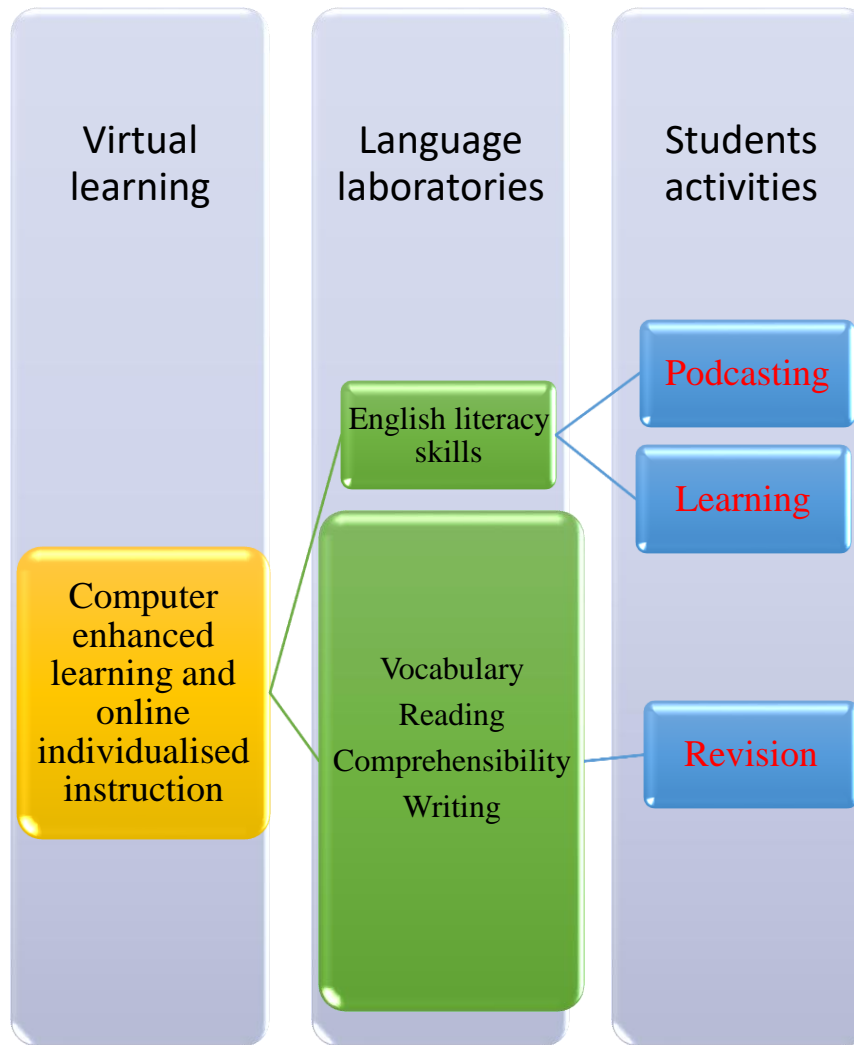 Virtual
learning
Language
laboratories
Students
activities
Computer
enhanced
learning and
online
individualised
instruction
English literacy
skills
Vocabulary
Reading
Comprehensibility
Writing
Podcasting
Learning
Revision